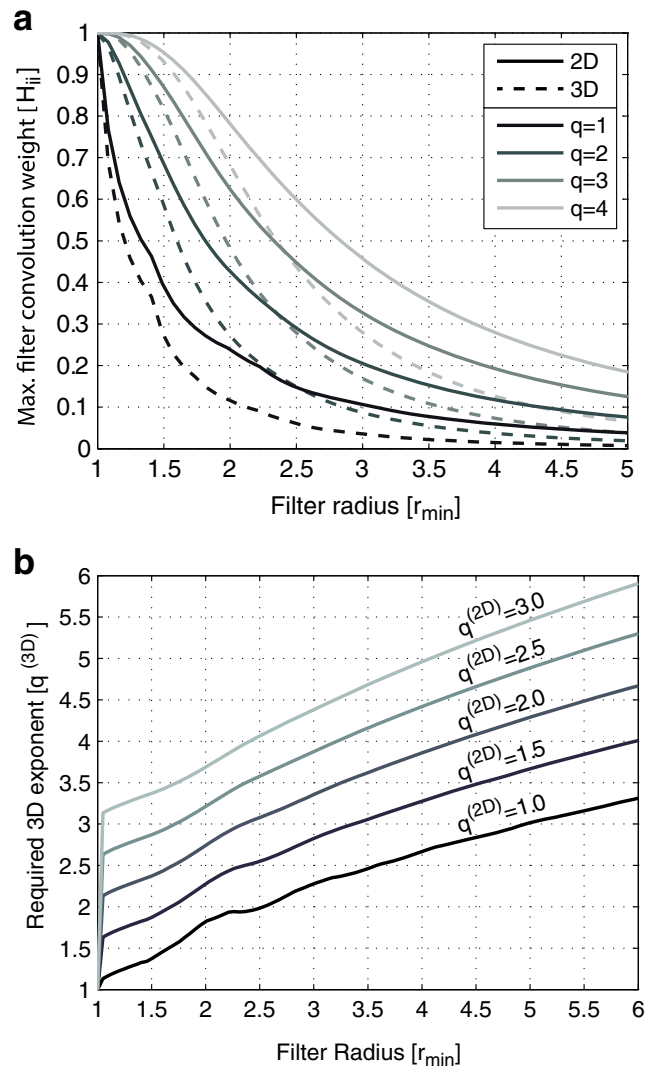 a
Max. filter convolution weight [H_ii]
1
0.9
0.8
0.7
0.6
0.5
0.4
0.3
0.2
0.1
0
1 1.5 2 2.5 3 3.5 4 4.5 5
Filter radius [r_min]
2D
3D
q=1
q=2
q=3
q=4
b
Required 3D exponent [q^(3D) ]
6
5.5
5
4.5
4
3.5
3
2.5
2
1.5
1
q^(2D)=3.0
q^(2D)=2.5
q^(2D)=2.0
q^(2D)=1.5
q^(2D)=1.0
1 1.5 2 2.5 3 3.5 4 4.5 5 5.5 6
Filter Radius [r_min]